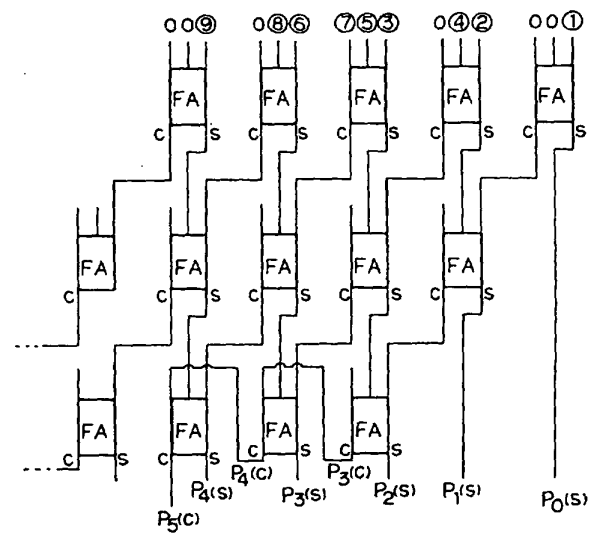 0 0 ⑨ 0 ⑧ ⑥ ⑦ ⑤ ③ 0 ④ ② 0 0 ①
FA FA FA FA FA
C S C S C S C S C S
FA FA FA FA FA
C C S C S C S C S
FA FA FA FA
C S C S C S C S
P4(S) P4(C) P3(S) P3(C) P2(S) P1(S) P0(S)
P5(C)